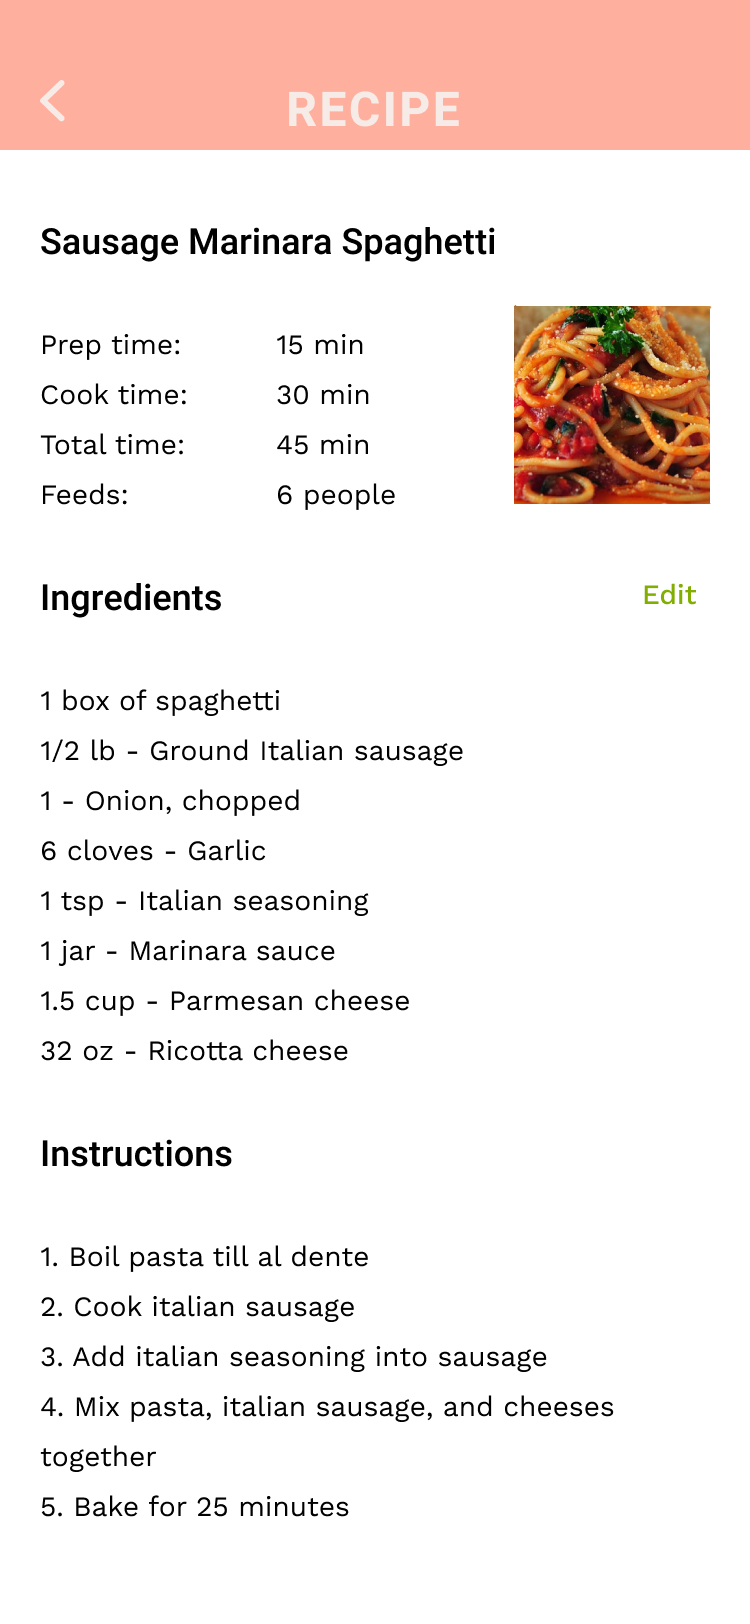 RECIPE
Sausage Marinara Spaghetti
Prep time: 15 min
Cook time: 30 min
Total time: 45 min
Feeds: 6 people
Ingredients Edit
1 box of spaghetti
1/2 lb - Ground Italian sausage
1 - Onion, chopped
6 cloves - Garlic
1 tsp - Italian seasoning
1 jar - Marinara sauce
1.5 cup - Parmesan cheese
32 oz - Ricotta cheese
Instructions
1. Boil pasta till al dente
2. Cook italian sausage
3. Add italian seasoning into sausage
4. Mix pasta, italian sausage, and cheeses
together
5. Bake for 25 minutes